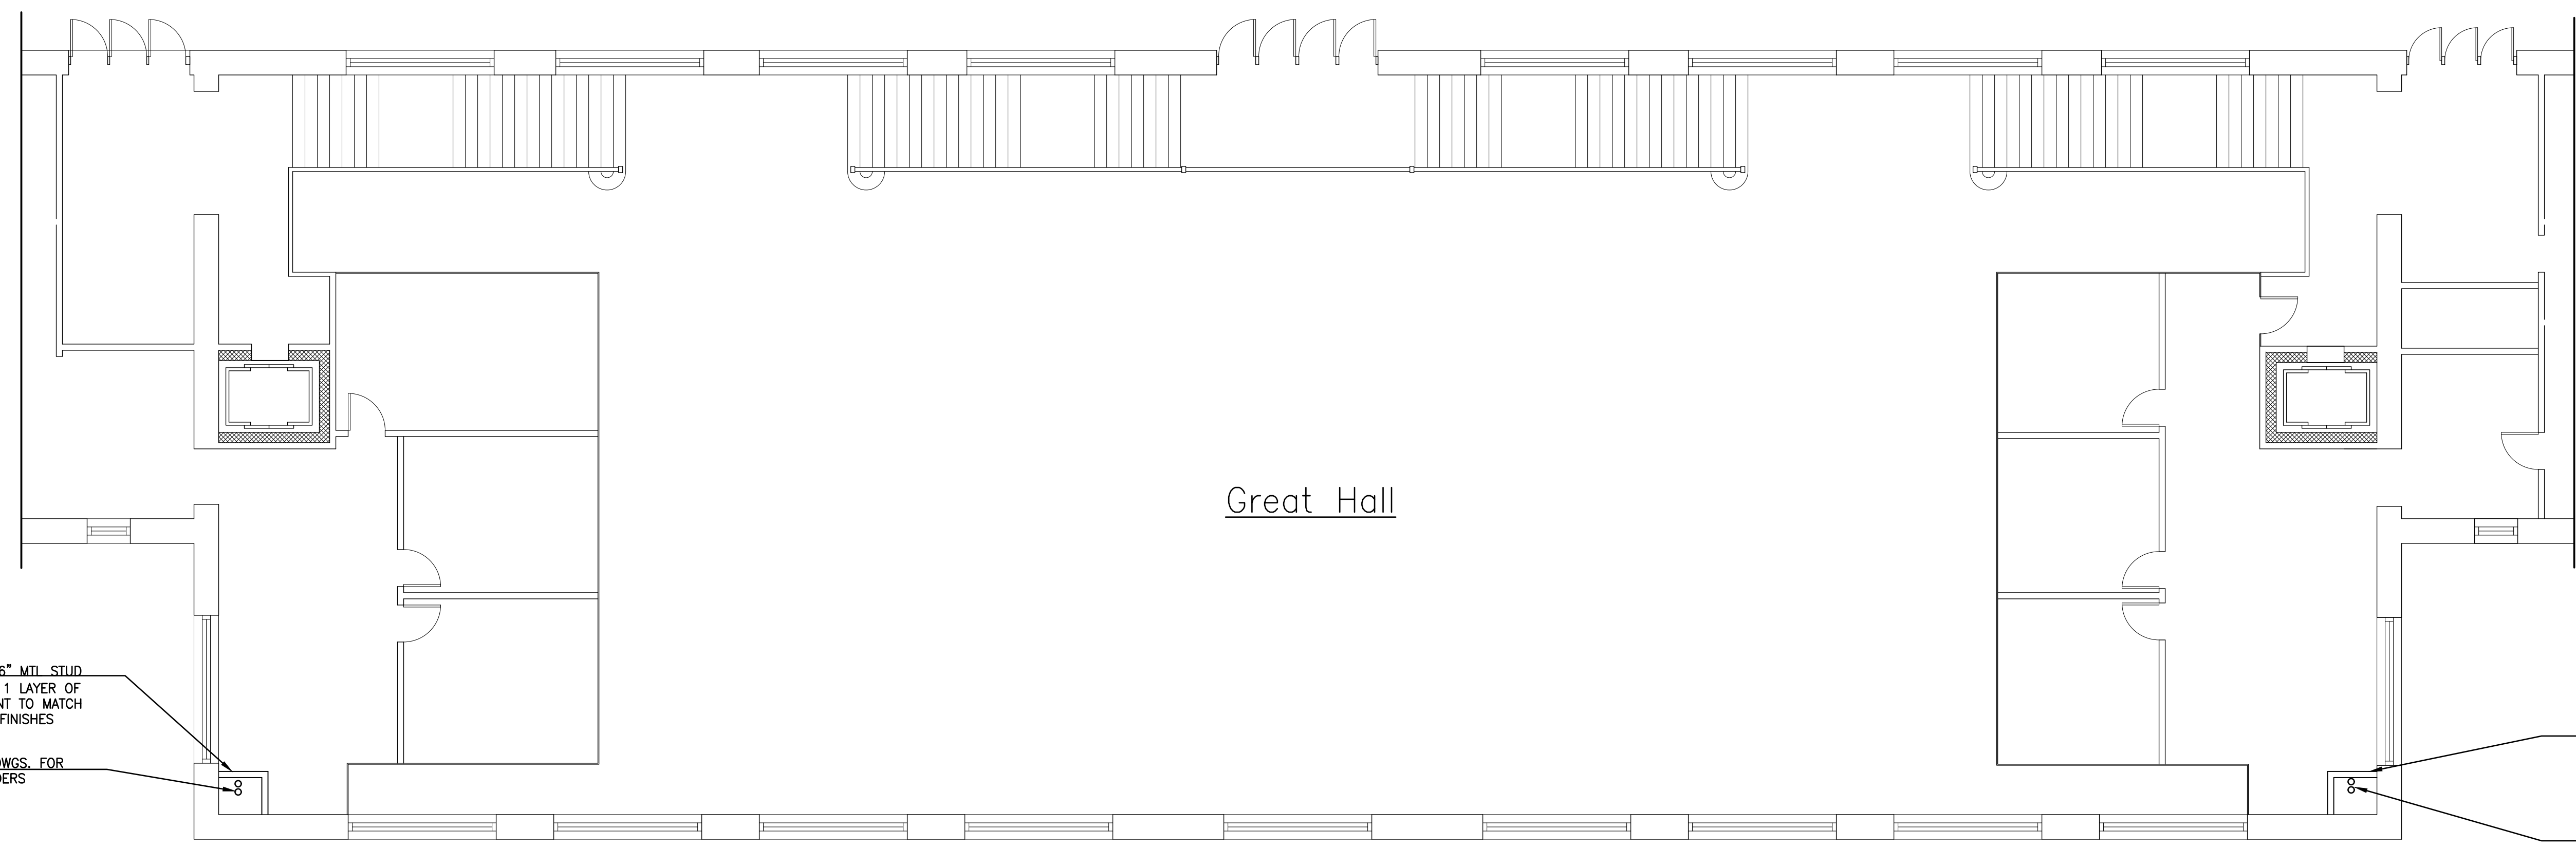 Great Hall
6" MTL STUD
1 LAYER OF
NT TO MATCH
FINISHES
DWGS. FOR
DERS